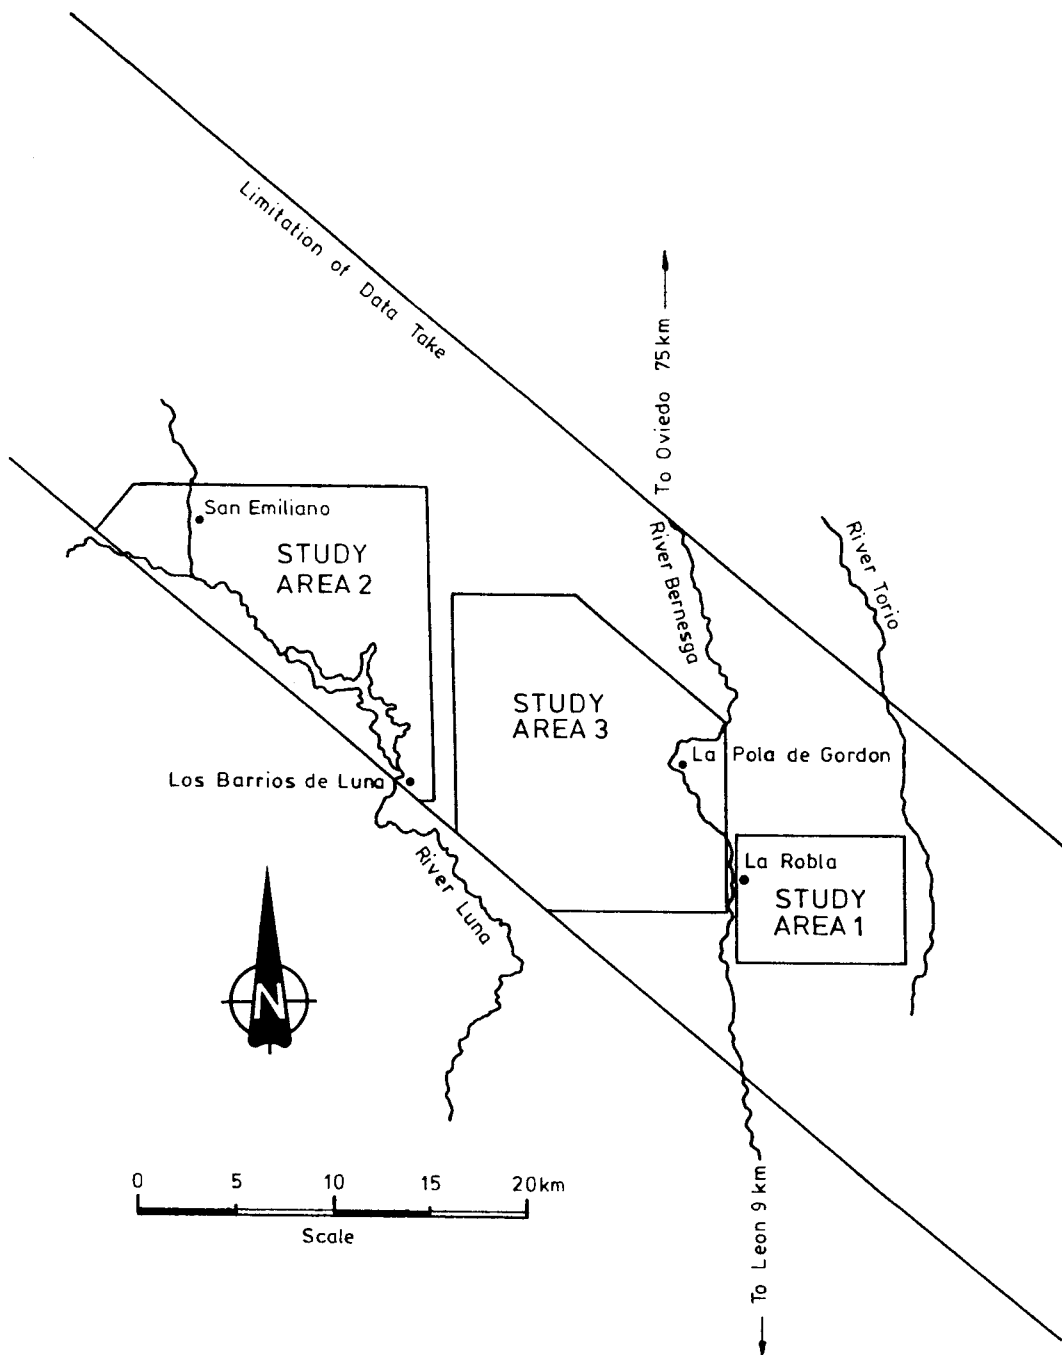 Limitation of Data Take
To Oviedo 75km
San Emiliano
STUDY
AREA 2
River Bernesga
River Torio
STUDY
AREA 3
La Pola de Gordon
Los Barrios de Luna
La Robla
STUDY
AREA 1
River Luna
N
0 5 10 15 20km
Scale
To Leon 9km